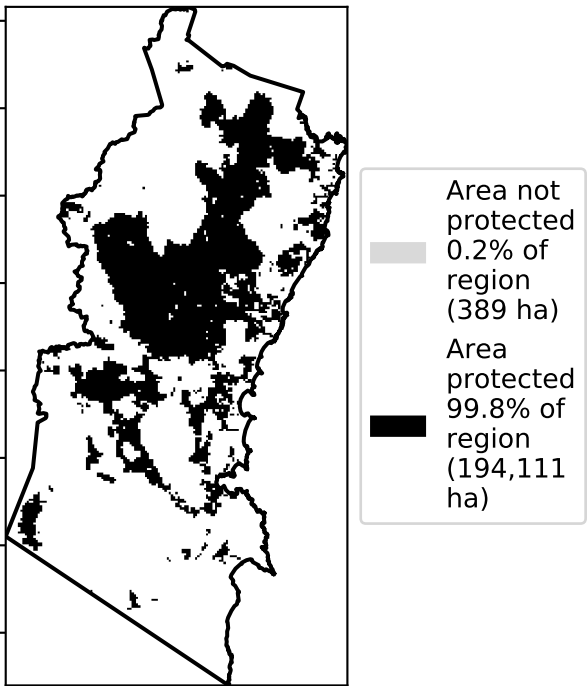 Area not
protected
0.2% of
region
(389 ha)
Area
protected
99.8% of
region
(194,111
ha)